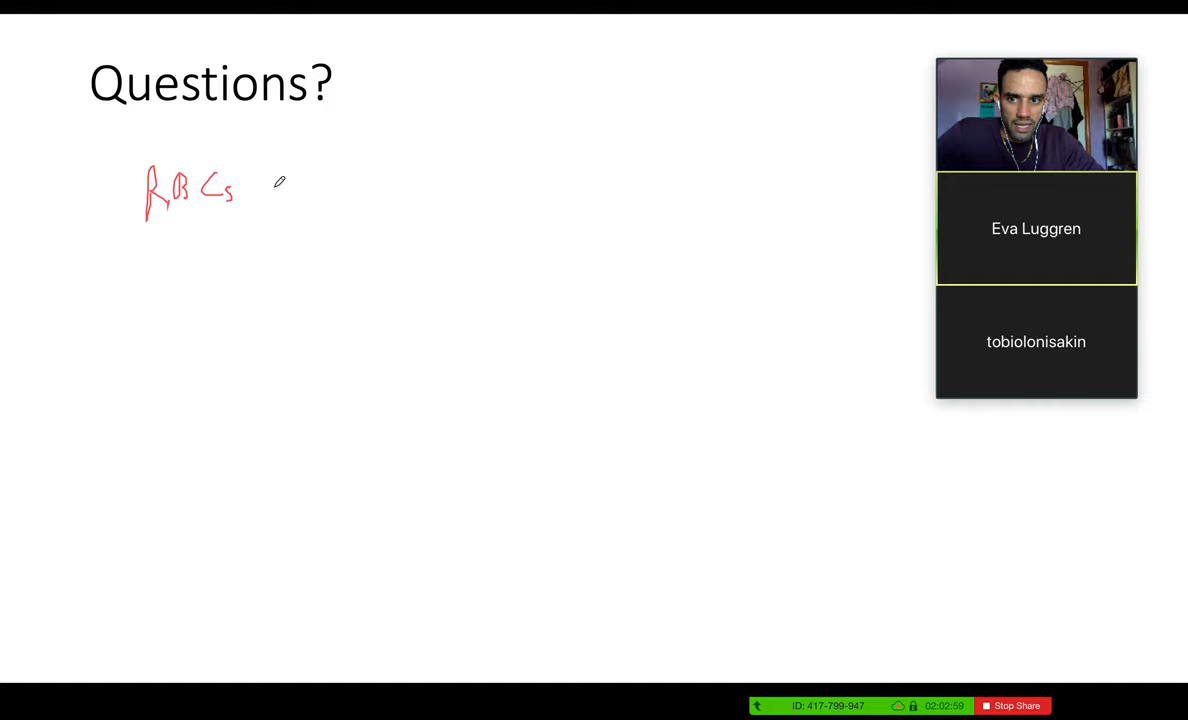 Questions?
RBCs
Eva Luggren
tobiolonisakin
ID: 417-799-947 02:02:59 Stop Share